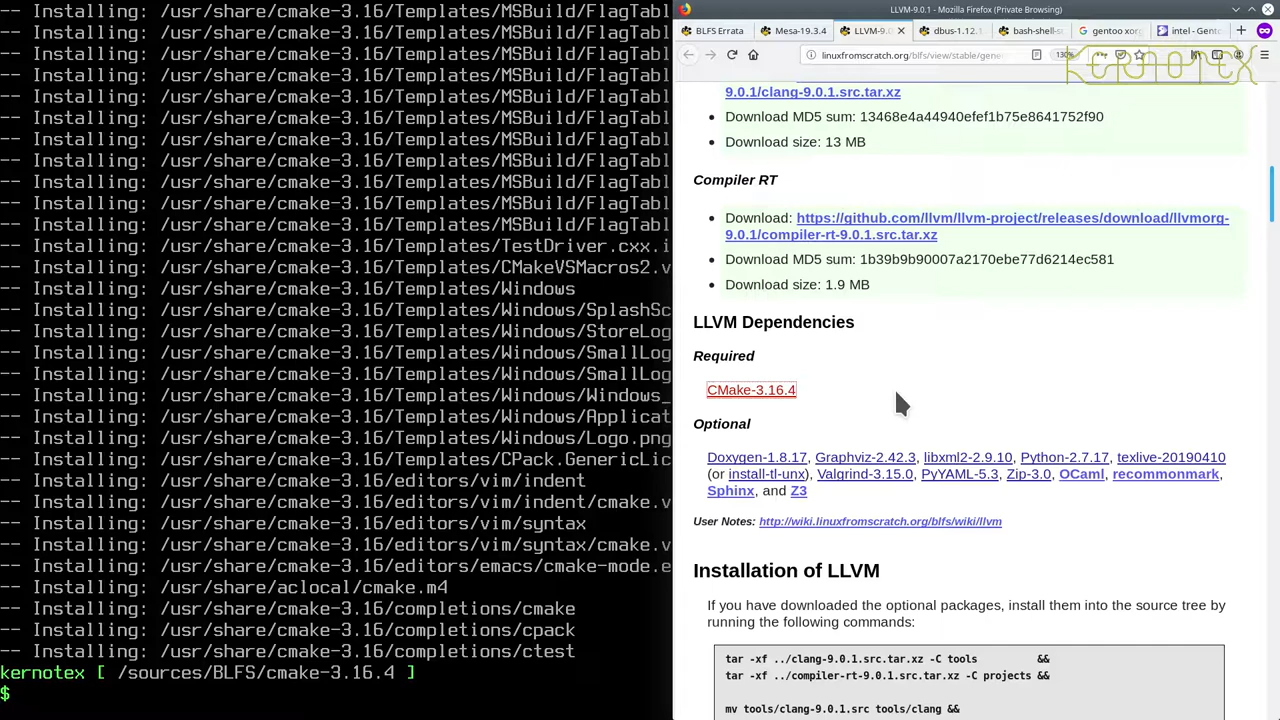 -- Installing: /usr/share/cmake-3.16/Templates/MSBuild/FlagTabl
-- Installing: /usr/share/cmake-3.16/Templates/MSBuild/FlagTabl
-- Installing: /usr/share/cmake-3.16/Templates/MSBuild/FlagTabl
-- Installing: /usr/share/cmake-3.16/Templates/MSBuild/FlagTabl
-- Installing: /usr/share/cmake-3.16/Templates/MSBuild/FlagTabl
-- Installing: /usr/share/cmake-3.16/Templates/MSBuild/FlagTabl
-- Installing: /usr/share/cmake-3.16/Templates/MSBuild/FlagTabl
-- Installing: /usr/share/cmake-3.16/Templates/MSBuild/FlagTabl
-- Installing: /usr/share/cmake-3.16/Templates/MSBuild/FlagTabl
-- Installing: /usr/share/cmake-3.16/Templates/MSBuild/FlagTabl
-- Installing: /usr/share/cmake-3.16/Templates/MSBuild/FlagTabl
-- Installing: /usr/share/cmake-3.16/Templates/TestDriver.cxx.i
-- Installing: /usr/share/cmake-3.16/Templates/CMakeVSMacros2.v
-- Installing: /usr/share/cmake-3.16/Templates/Windows
-- Installing: /usr/share/cmake-3.16/Templates/Windows/SplashSc
-- Installing: /usr/share/cmake-3.16/Templates/Windows/StoreLog
-- Installing: /usr/share/cmake-3.16/Templates/Windows/SmallLog
-- Installing: /usr/share/cmake-3.16/Templates/Windows/SmallLog
-- Installing: /usr/share/cmake-3.16/Templates/Windows/Windows_
-- Installing: /usr/share/cmake-3.16/Templates/Windows/Applicat
-- Installing: /usr/share/cmake-3.16/Templates/Windows/Logo.png
-- Installing: /usr/share/cmake-3.16/Templates/CPack.GenericLic
-- Installing: /usr/share/cmake-3.16/editors/vim/indent
-- Installing: /usr/share/cmake-3.16/editors/vim/indent/cmake.v
-- Installing: /usr/share/cmake-3.16/editors/vim/syntax
-- Installing: /usr/share/cmake-3.16/editors/vim/syntax/cmake.v
-- Installing: /usr/share/cmake-3.16/editors/emacs/cmake-mode.e
-- Installing: /usr/share/aclocal/cmake.m4
-- Installing: /usr/share/cmake-3.16/completions/cmake
-- Installing: /usr/share/cmake-3.16/completions/cpack
-- Installing: /usr/share/cmake-3.16/completions/ctest
kernotex [ /sources/BLFS/cmake-3.16.4 ]
$
LLVM-9.0.1 - Mozilla Firefox (Private Browsing)
BLFS Errata
Mesa-19.3.4
LLVM-9.0
dbus-1.12.1
bash-shell-s
gentoo xorg
intel - Gento
linuxfromscratch.org/blfs/view/stable/gene
130%
kernotex
9.0.1/clang-9.0.1.src.tar.xz
• Download MD5 sum: 13468e4a44940efef1b75e8641752f90
• Download size: 13 MB
Compiler RT
• Download: https://github.com/llvm/llvm-project/releases/download/llvmorg-
9.0.1/compiler-rt-9.0.1.src.tar.xz
• Download MD5 sum: 1b39b9b90007a2170ebe77d6214ec581
• Download size: 1.9 MB
LLVM Dependencies
Required
CMake-3.16.4
Optional
Doxygen-1.8.17, Graphviz-2.42.3, libxml2-2.9.10, Python-2.7.17, texlive-20190410
(or install-tl-unx), Valgrind-3.15.0, PyYAML-5.3, Zip-3.0, OCaml, recommonmark,
Sphinx, and Z3
User Notes: http://wiki.linuxfromscratch.org/blfs/wiki/llvm
Installation of LLVM
If you have downloaded the optional packages, install them into the source tree by
running the following commands:
tar -xf ../clang-9.0.1.src.tar.xz -C tools &&
tar -xf ../compiler-rt-9.0.1.src.tar.xz -C projects &&
mv tools/clang-9.0.1.src tools/clang &&